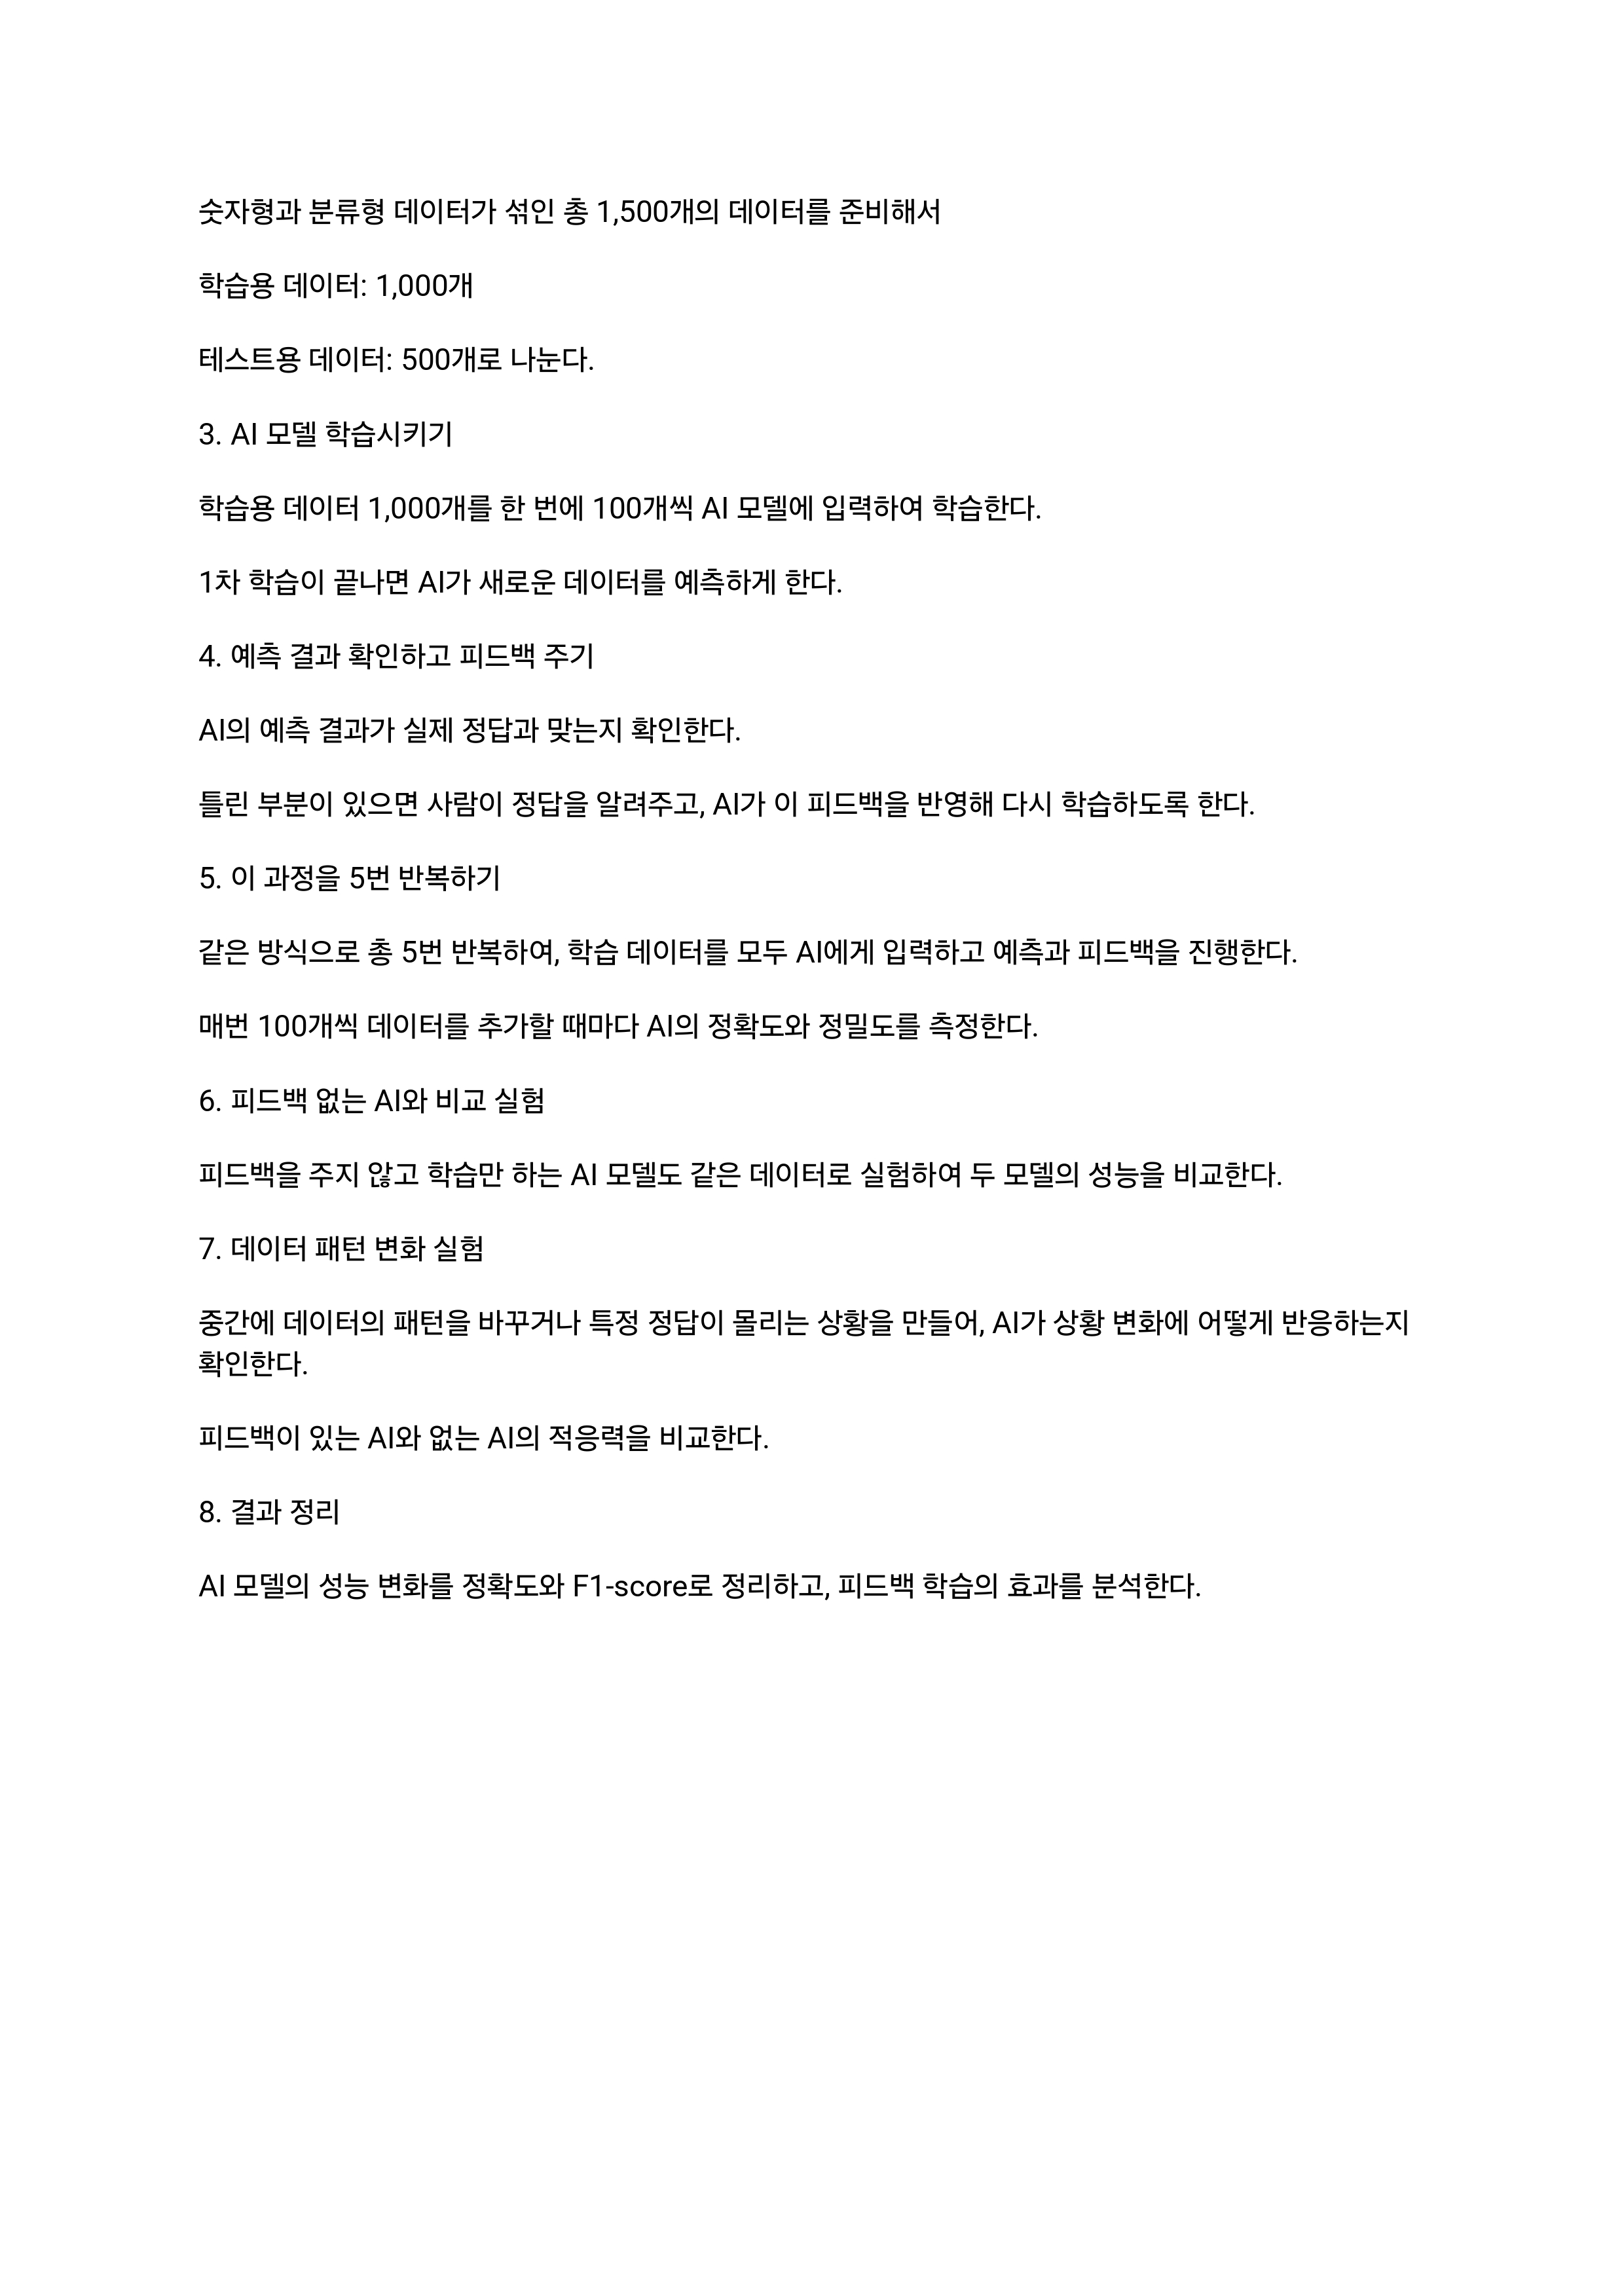 숫자형과 분류형 데이터가 섞인 총 1,500개의 데이터를 준비해서
학습용 데이터: 1,000개
테스트용 데이터: 500개로 나눈다.
3. AI 모델 학습시키기
학습용 데이터 1,000개를 한 번에 100개씩 AI 모델에 입력하여 학습한다.
1차 학습이 끝나면 AI가 새로운 데이터를 예측하게 한다.
4. 예측 결과 확인하고 피드백 주기
AI의 예측 결과가 실제 정답과 맞는지 확인한다.
틀린 부분이 있으면 사람이 정답을 알려주고, AI가 이 피드백을 반영해 다시 학습하도록 한다.
5. 이 과정을 5번 반복하기
같은 방식으로 총 5번 반복하여, 학습 데이터를 모두 AI에게 입력하고 예측과 피드백을 진행한다.
매번 100개씩 데이터를 추가할 때마다 AI의 정확도와 정밀도를 측정한다.
6. 피드백 없는 AI와 비교 실험
피드백을 주지 않고 학습만 하는 AI 모델도 같은 데이터로 실험하여 두 모델의 성능을 비교한다.
7. 데이터 패턴 변화 실험
중간에 데이터의 패턴을 바꾸거나 특정 정답이 몰리는 상황을 만들어, AI가 상황 변화에 어떻게 반응하는지
확인한다.
피드백이 있는 AI와 없는 AI의 적응력을 비교한다.
8. 결과 정리
AI 모델의 성능 변화를 정확도와 F1-score로 정리하고, 피드백 학습의 효과를 분석한다.